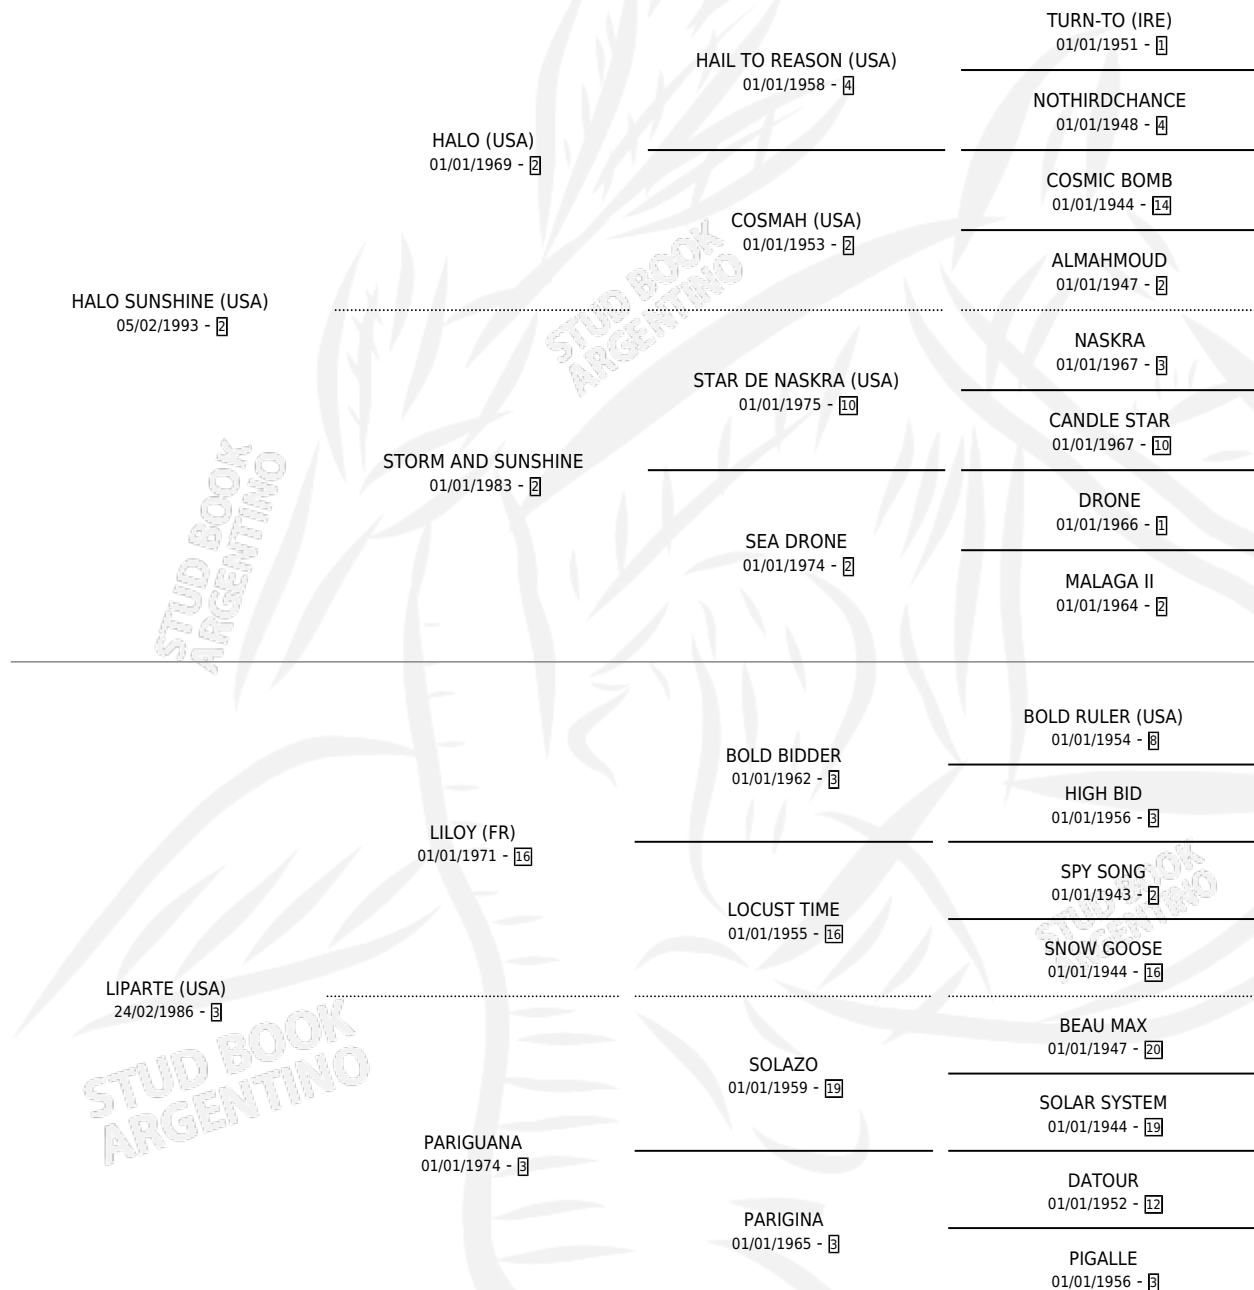 TURN-TO (IRE)
01/01/1951 - 1
HAIL TO REASON (USA)
01/01/1958 - 4
NOTHIRDCHANCE
01/01/1948 - 4
HALO (USA)
01/01/1969 - 2
COSMIC BOMB
01/01/1944 - 14
COSMAH (USA)
01/01/1953 - 2
ALMAHMOUD
01/01/1947 - 2
HALO SUNSHINE (USA)
05/02/1993 - 2
NASKRA
01/01/1967 - 3
STAR DE NASKRA (USA)
01/01/1975 - 10
CANDLE STAR
01/01/1967 - 10
STORM AND SUNSHINE
01/01/1983 - 2
DRONE
01/01/1966 - 1
SEA DRONE
01/01/1974 - 2
MALAGA II
01/01/1964 - 2
BOLD RULER (USA)
01/01/1954 - 8
BOLD BIDDER
01/01/1962 - 3
HIGH BID
01/01/1956 - 3
LILOY (FR)
01/01/1971 - 16
SPY SONG
01/01/1943 - 2
LOCUST TIME
01/01/1955 - 16
SNOW GOOSE
01/01/1944 - 16
LIPARTE (USA)
24/02/1986 - 3
BEAU MAX
01/01/1947 - 20
SOLAZO
01/01/1959 - 19
SOLAR SYSTEM
01/01/1944 - 19
PARIGUANA
01/01/1974 - 3
DATOUR
01/01/1952 - 12
PARIGINA
01/01/1965 - 3
PIGALLE
01/01/1956 - 3
STUD BOOK
ARGENTINO
STUD BOOK
ARGENTINO
STUD BOOK
ARGENTINO
STUD BOOK
ARGENTINO